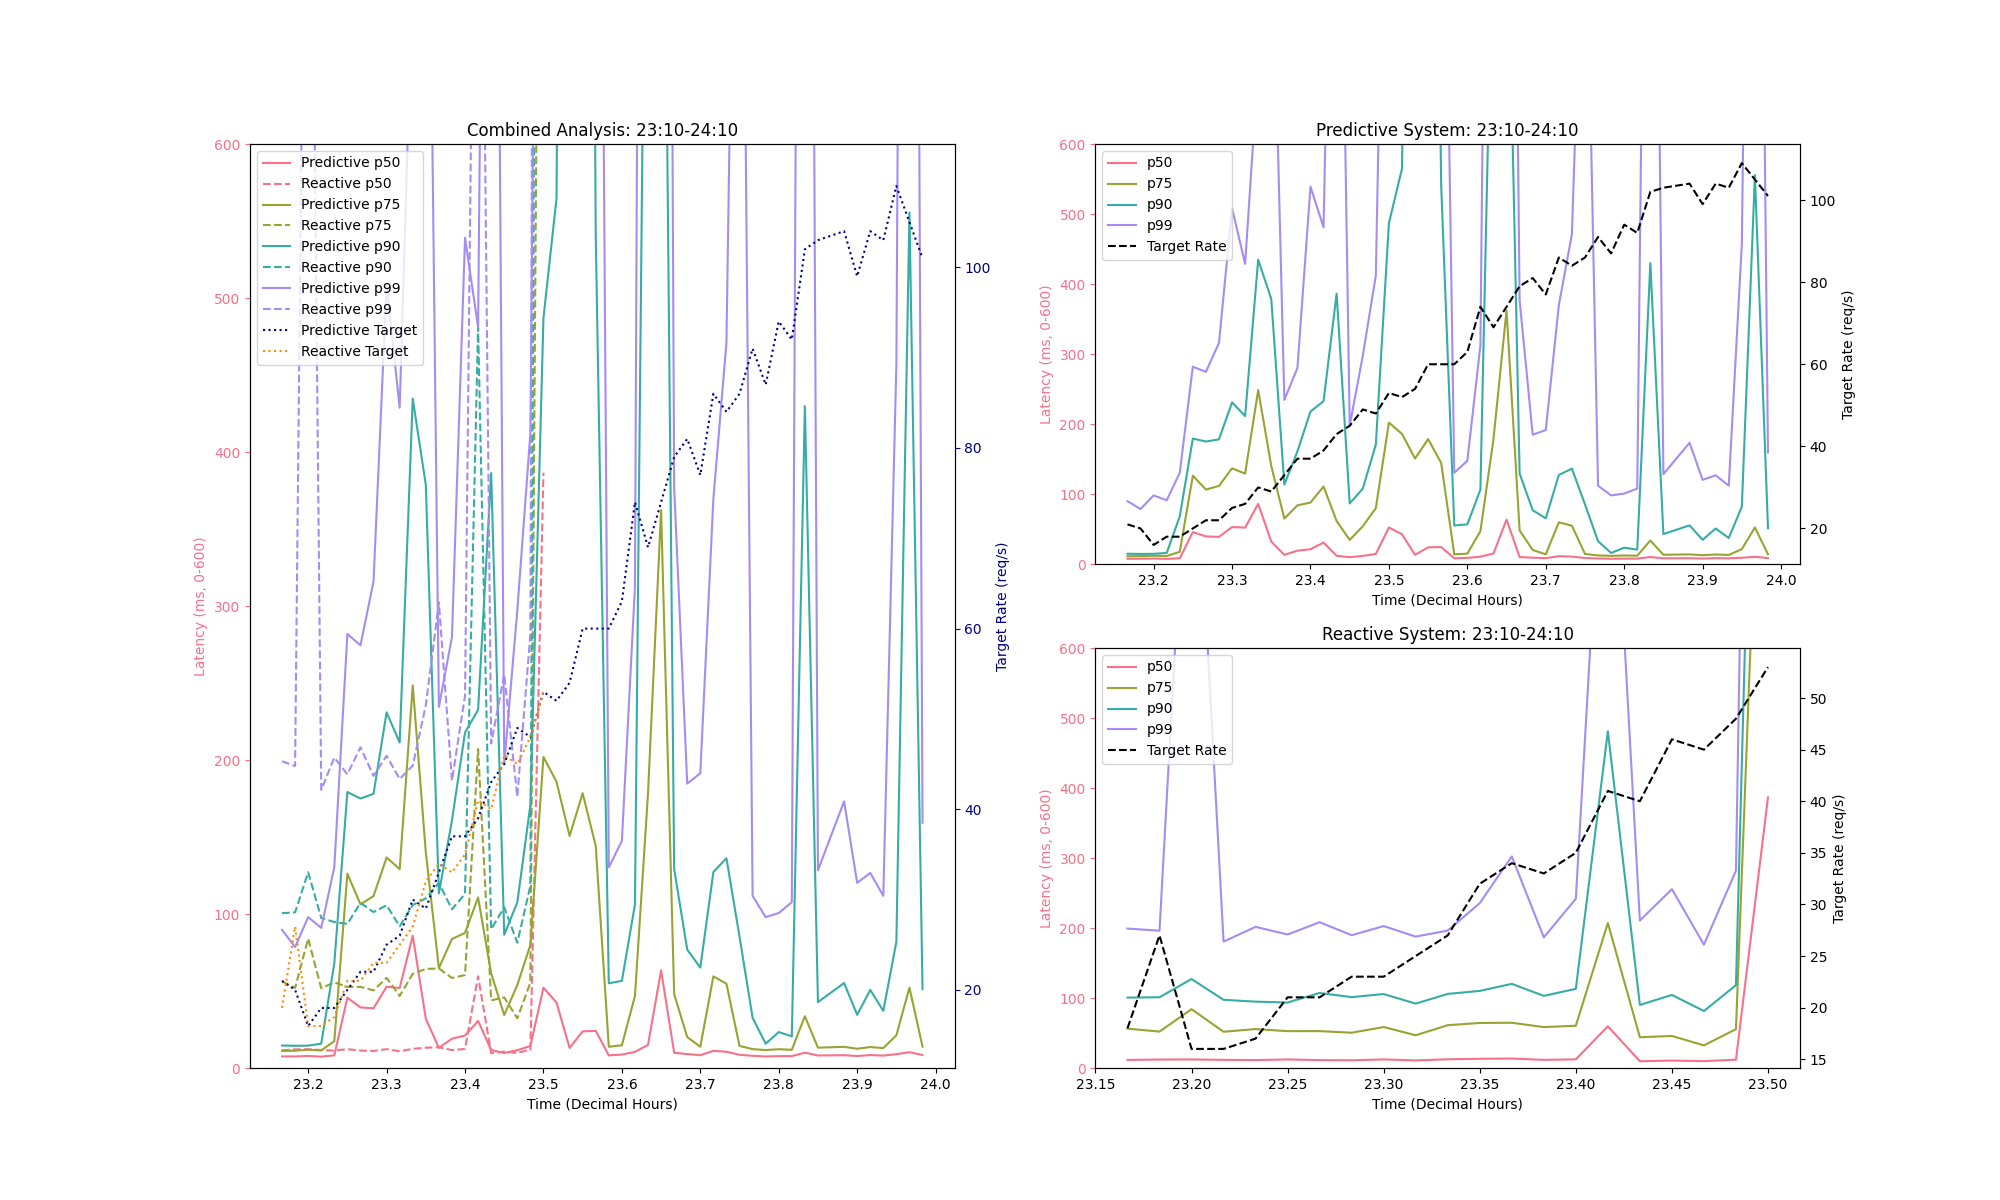 Combined Analysis: 23:10-24:10
600
500
400
300
200
100
0
Latency (ms, 0-600)
Predictive p50
Reactive p50
Predictive p75
Reactive p75
Predictive p90
Reactive p90
Predictive p99
Reactive p99
Predictive Target
Reactive Target
100
80
60
40
20
Target Rate (req/s)
23.2 23.3 23.4 23.5 23.6 23.7 23.8 23.9 24.0
Time (Decimal Hours)
Predictive System: 23:10-24:10
600
500
400
300
200
100
0
Latency (ms, 0-600)
p50
p75
p90
p99
Target Rate
100
80
60
40
20
Target Rate (req/s)
23.2 23.3 23.4 23.5 23.6 23.7 23.8 23.9 24.0
Time (Decimal Hours)
Reactive System: 23:10-24:10
600
500
400
300
200
100
0
Latency (ms, 0-600)
p50
p75
p90
p99
Target Rate
50
45
40
35
30
25
20
15
Target Rate (req/s)
23.15 23.20 23.25 23.30 23.35 23.40 23.45 23.50
Time (Decimal Hours)